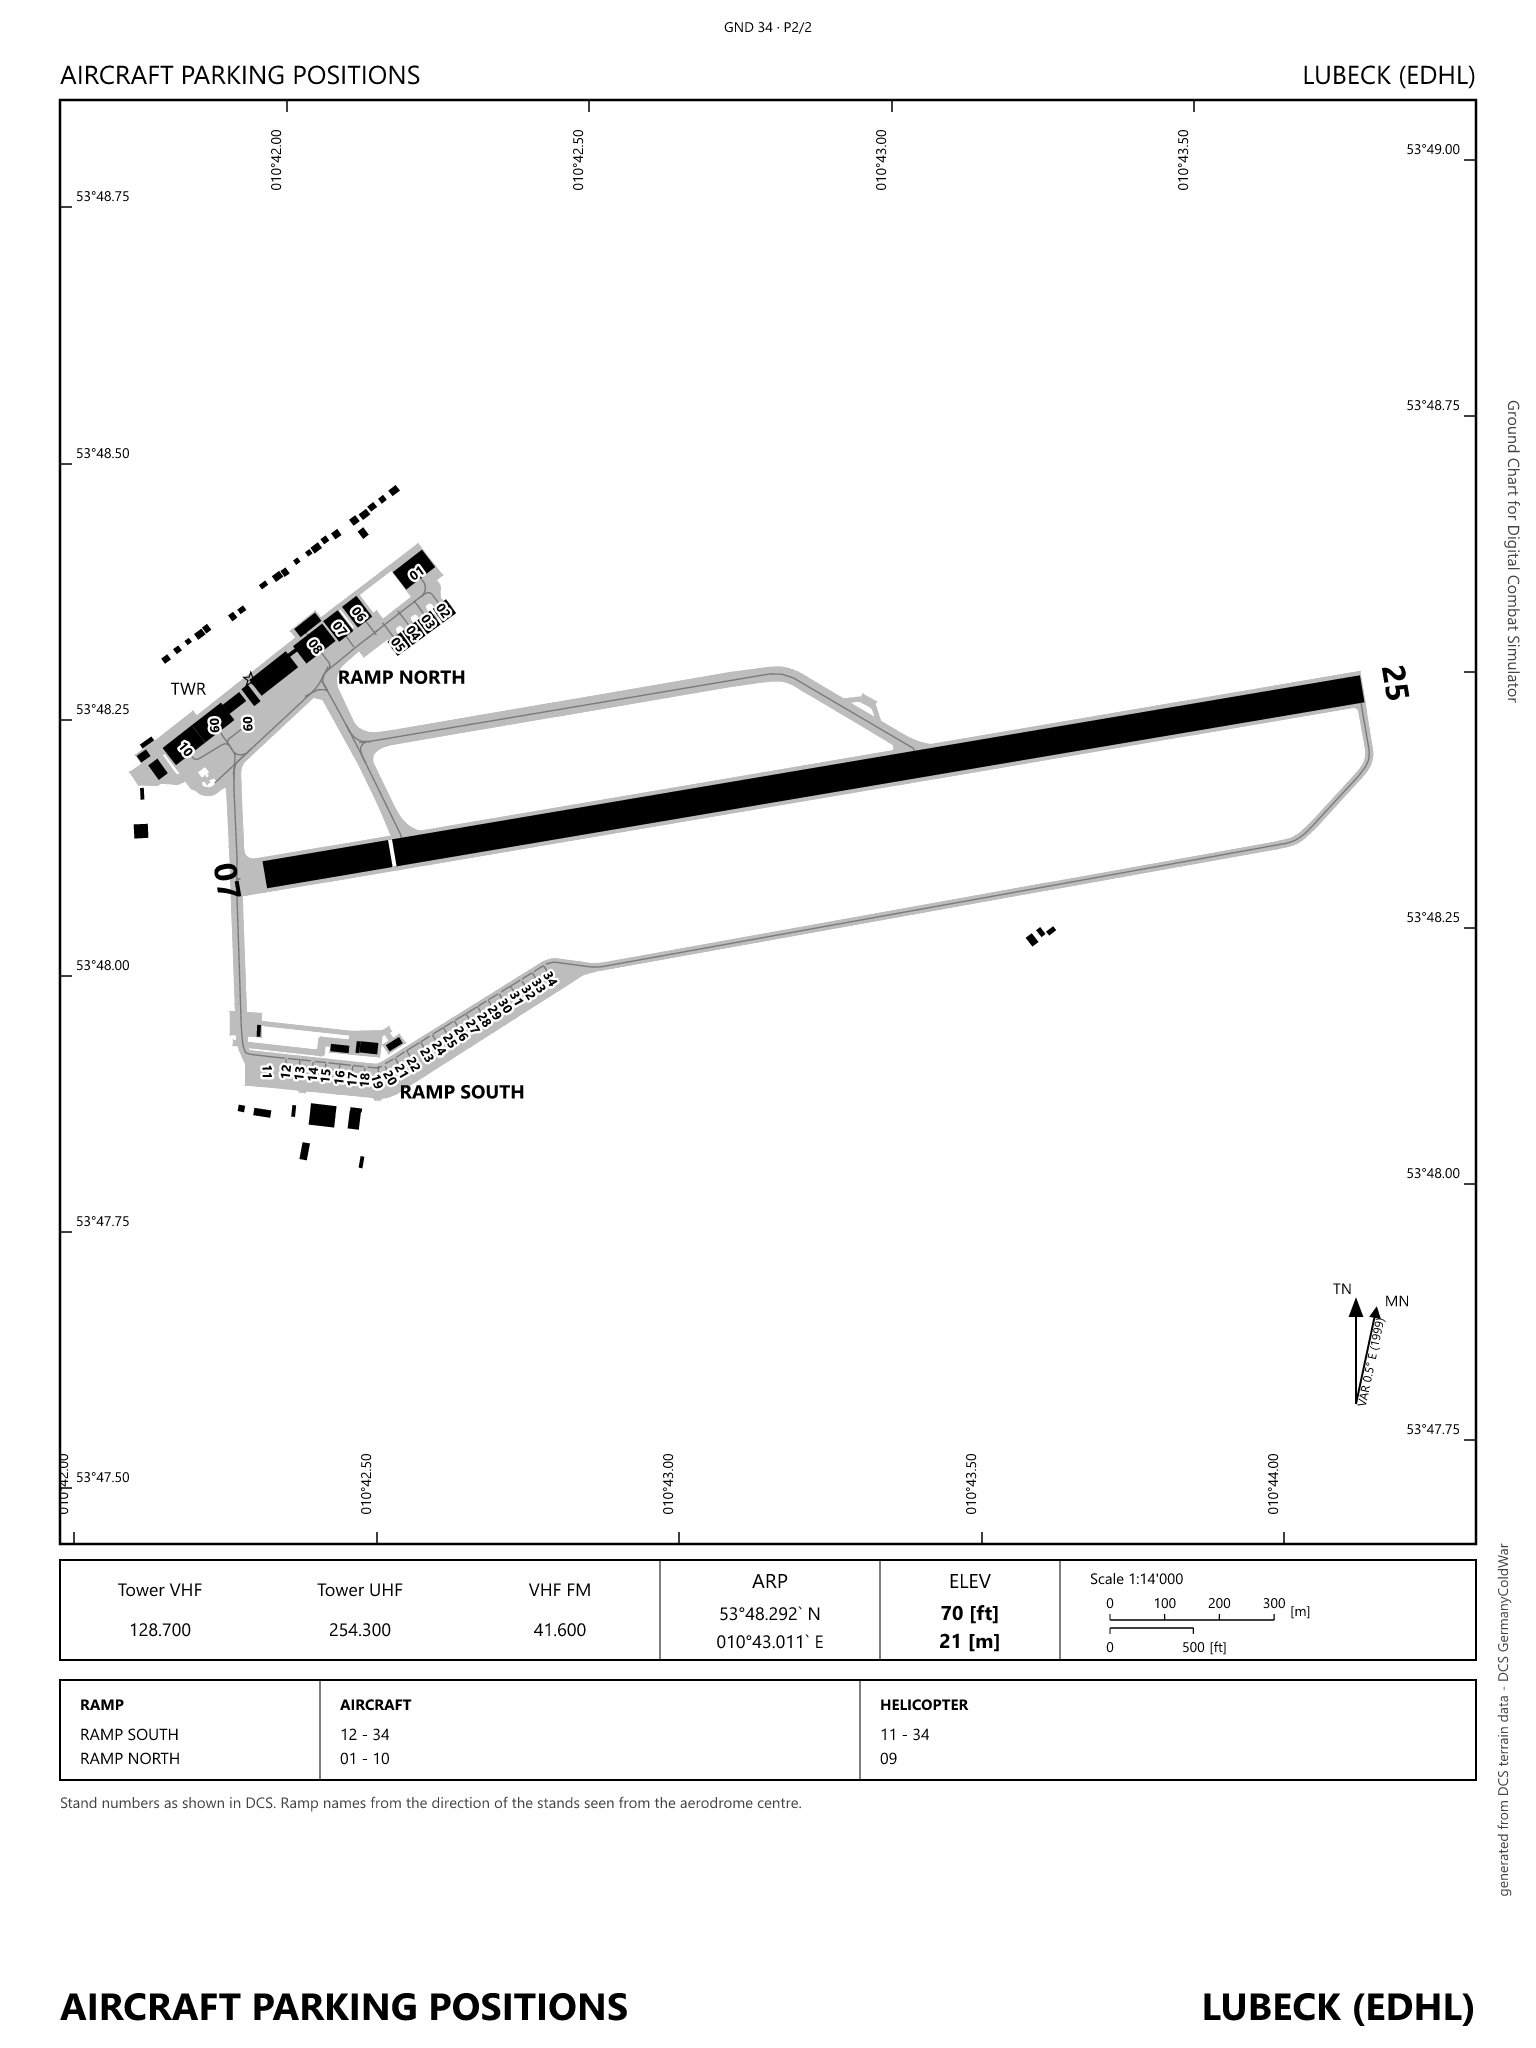 GND 34 · P2/2
AIRCRAFT PARKING POSITIONS
LUBECK (EDHL)
010°42.00
010°42.50
010°43.00
010°43.50
53°49.00
53°48.75
53°48.75
53°48.50
53°48.25
53°48.25
53°48.00
53°48.00
53°47.75
53°47.75
53°47.50
01
02
03
04
05
06
07
08
09
09
10
TWR
RAMP NORTH
25
07
34
33
32
31
30
29
28
27
26
25
24
23
22
21
20
19
18
17
16
15
14
13
12
11
RAMP SOUTH
TN
MN
VAR 0.5° E (1999)
010°42.00
010°42.50
010°43.00
010°43.50
010°44.00
Ground Chart for Digital Combat Simulator
generated from DCS terrain data - DCS GermanyColdWar
Tower VHF
128.700
Tower UHF
254.300
VHF FM
41.600
ARP
53°48.292` N
010°43.011` E
ELEV
70 [ft]
21 [m]
Scale 1:14'000
0 100 200 300 [m]
0 500 [ft]
RAMP AIRCRAFT HELICOPTER
RAMP SOUTH 12 - 34 11 - 34
RAMP NORTH 01 - 10 09
Stand numbers as shown in DCS. Ramp names from the direction of the stands seen from the aerodrome centre.
AIRCRAFT PARKING POSITIONS
LUBECK (EDHL)